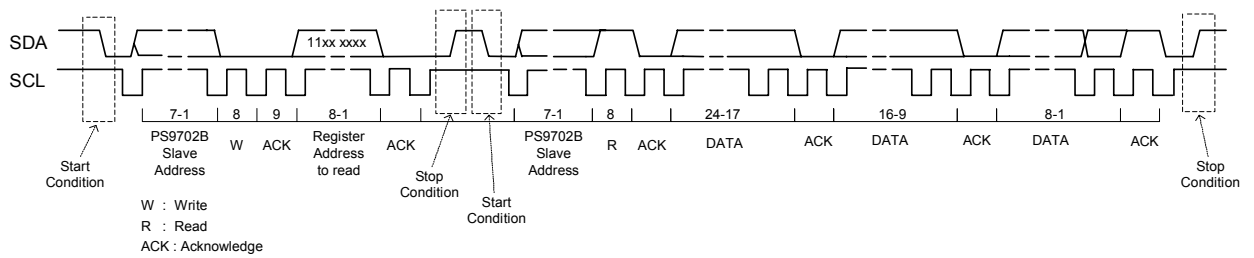 SDA
11xx xxxx
SCL
7-1 8 9 8-1 7-1 8 24-17 16-9 8-1
PS9702B
Slave
Address
W
ACK
Register
Address
to read
ACK
PS9702B
Slave
Address
R
ACK
DATA
ACK
DATA
ACK
DATA
ACK
Start
Condition
Stop
Condition
Start
Condition
Stop
Condition
W : Write
R : Read
ACK : Acknowledge